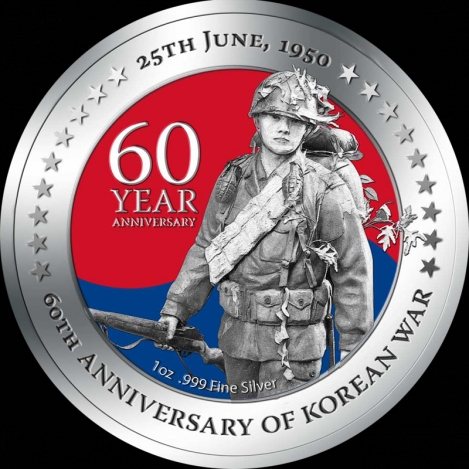 25TH JUNE, 1950
60
YEAR
ANNIVERSARY
1oz .999 Fine Silver
60TH ANNIVERSARY OF KOREAN WAR